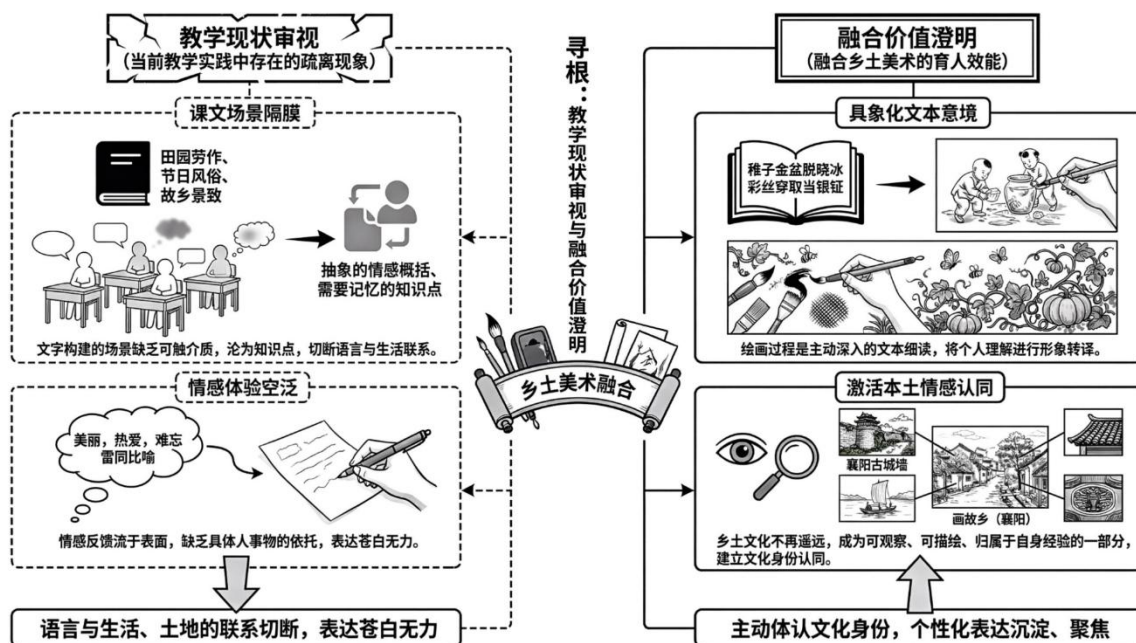 教学现状审视
(当前教学实践中存在的疏离现象)
课文场景隔膜
田园劳作、
节日风俗、
故乡景致
抽象的情感概括、
需要记忆的知识点
文字构建的场景缺乏可触介质，沦为知识点，切断语言与生活联系。
情感体验空泛
美丽，热爱，难忘
雷同比喻
情感反馈流于表面，缺乏具体人事物的依托，表达苍白无力。
语言与生活、土地的联系切断，表达苍白无力
寻根：教学现状审视与融合价值澄明
乡土美术融合
融合价值澄明
(融合乡土美术的育人效能)
具象化文本意境
稚子金盆脱晓冰
彩丝穿取当银钲
绘画过程是主动深入的文本细读，将个人理解进行形象转译。
激活本土情感认同
襄阳古城墙
画故乡（襄阳）
乡土文化不再遥远，成为可观察、可描绘、归属于自身经验的一部分，
建立文化身份认同。
主动体认文化身份，个性化表达沉淀、聚焦